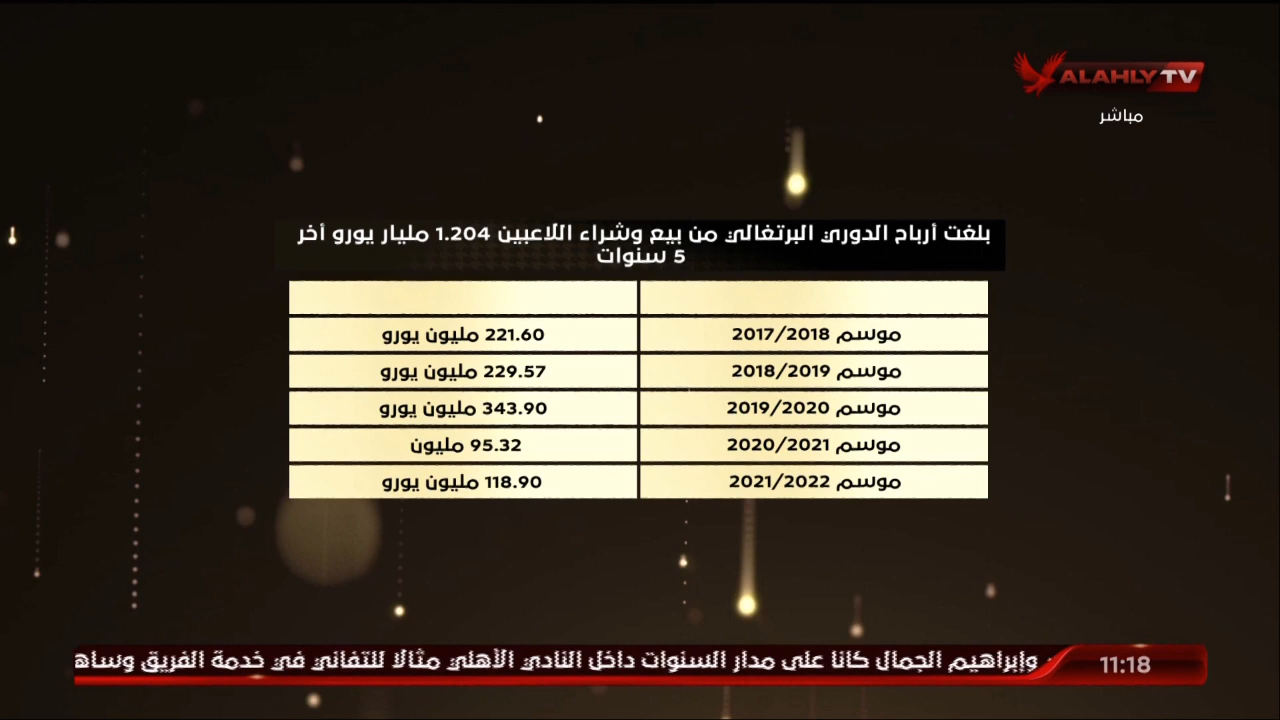 ALAHLY TV
مباشر
بلغت أرباح الدوري البرتغالي من بيع وشراء اللاعبين 1.204 مليار يورو أخر
5 سنوات
موسم 2017/2018 221.60 مليون يورو
موسم 2018/2019 229.57 مليون يورو
موسم 2019/2020 343.90 مليون يورو
موسم 2020/2021 95.32 مليون
موسم 2021/2022 118.90 مليون يورو
11:18 وإبراهيم الجمال كانا على مدار السنوات داخل النادي الأهلي مثالا للتفاني في خدمة الفريق